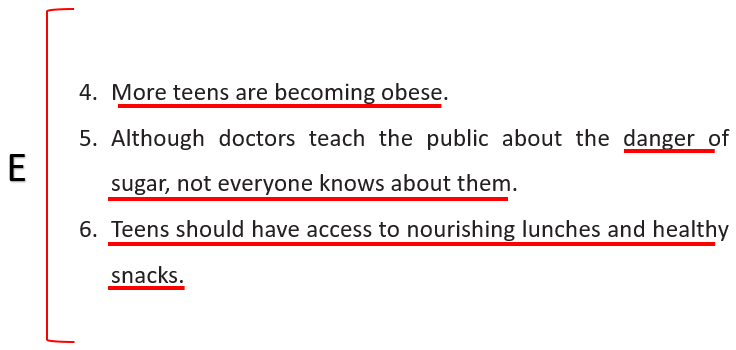 4. More teens are becoming obese.
5. Although doctors teach the public about the danger of
E
sugar, not everyone knows about them.
6. Teens should have access to nourishing lunches and healthy
snacks.